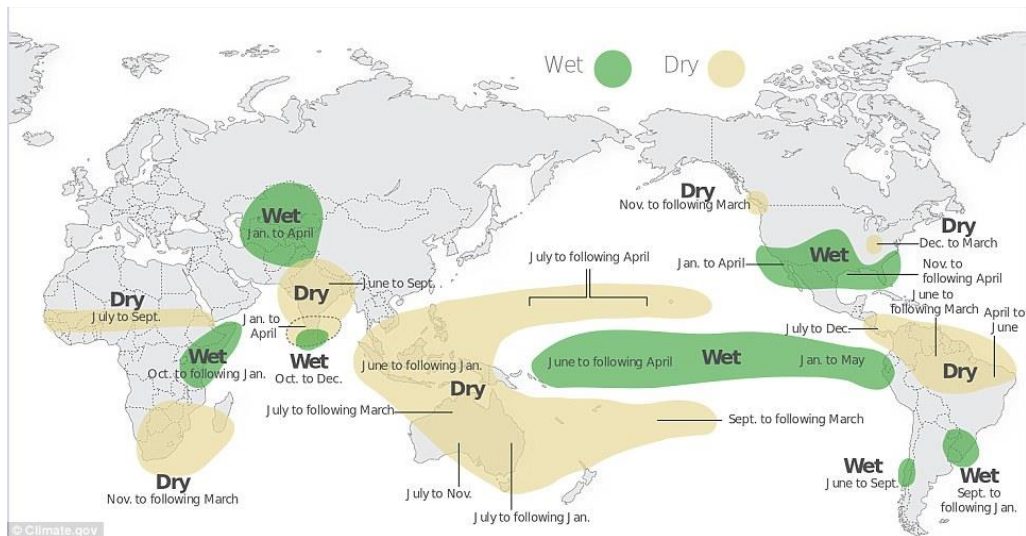 Wet
Dry
Dry
Nov. to following March
Wet
Jan. to April
Dry
Dec. to March
Wet
Jan. to April
Nov. to
following April
July to following April
June to Sept.
Dry
Dry
July to Sept.
Jan. to
April
Wet
Oct. to Dec.
Wet
Oct. to following Jan.
June to
following March
April to
June
July to Dec.
June to following Jan.
Dry
June to following April
Wet
Jan. to May
Dry
July to following March
Sept. to following March
Dry
Nov. to following March
July to Nov.
July to following Jan.
Wet
June to Sept.
Wet
Sept. to
following Jan.
© Climate.gov